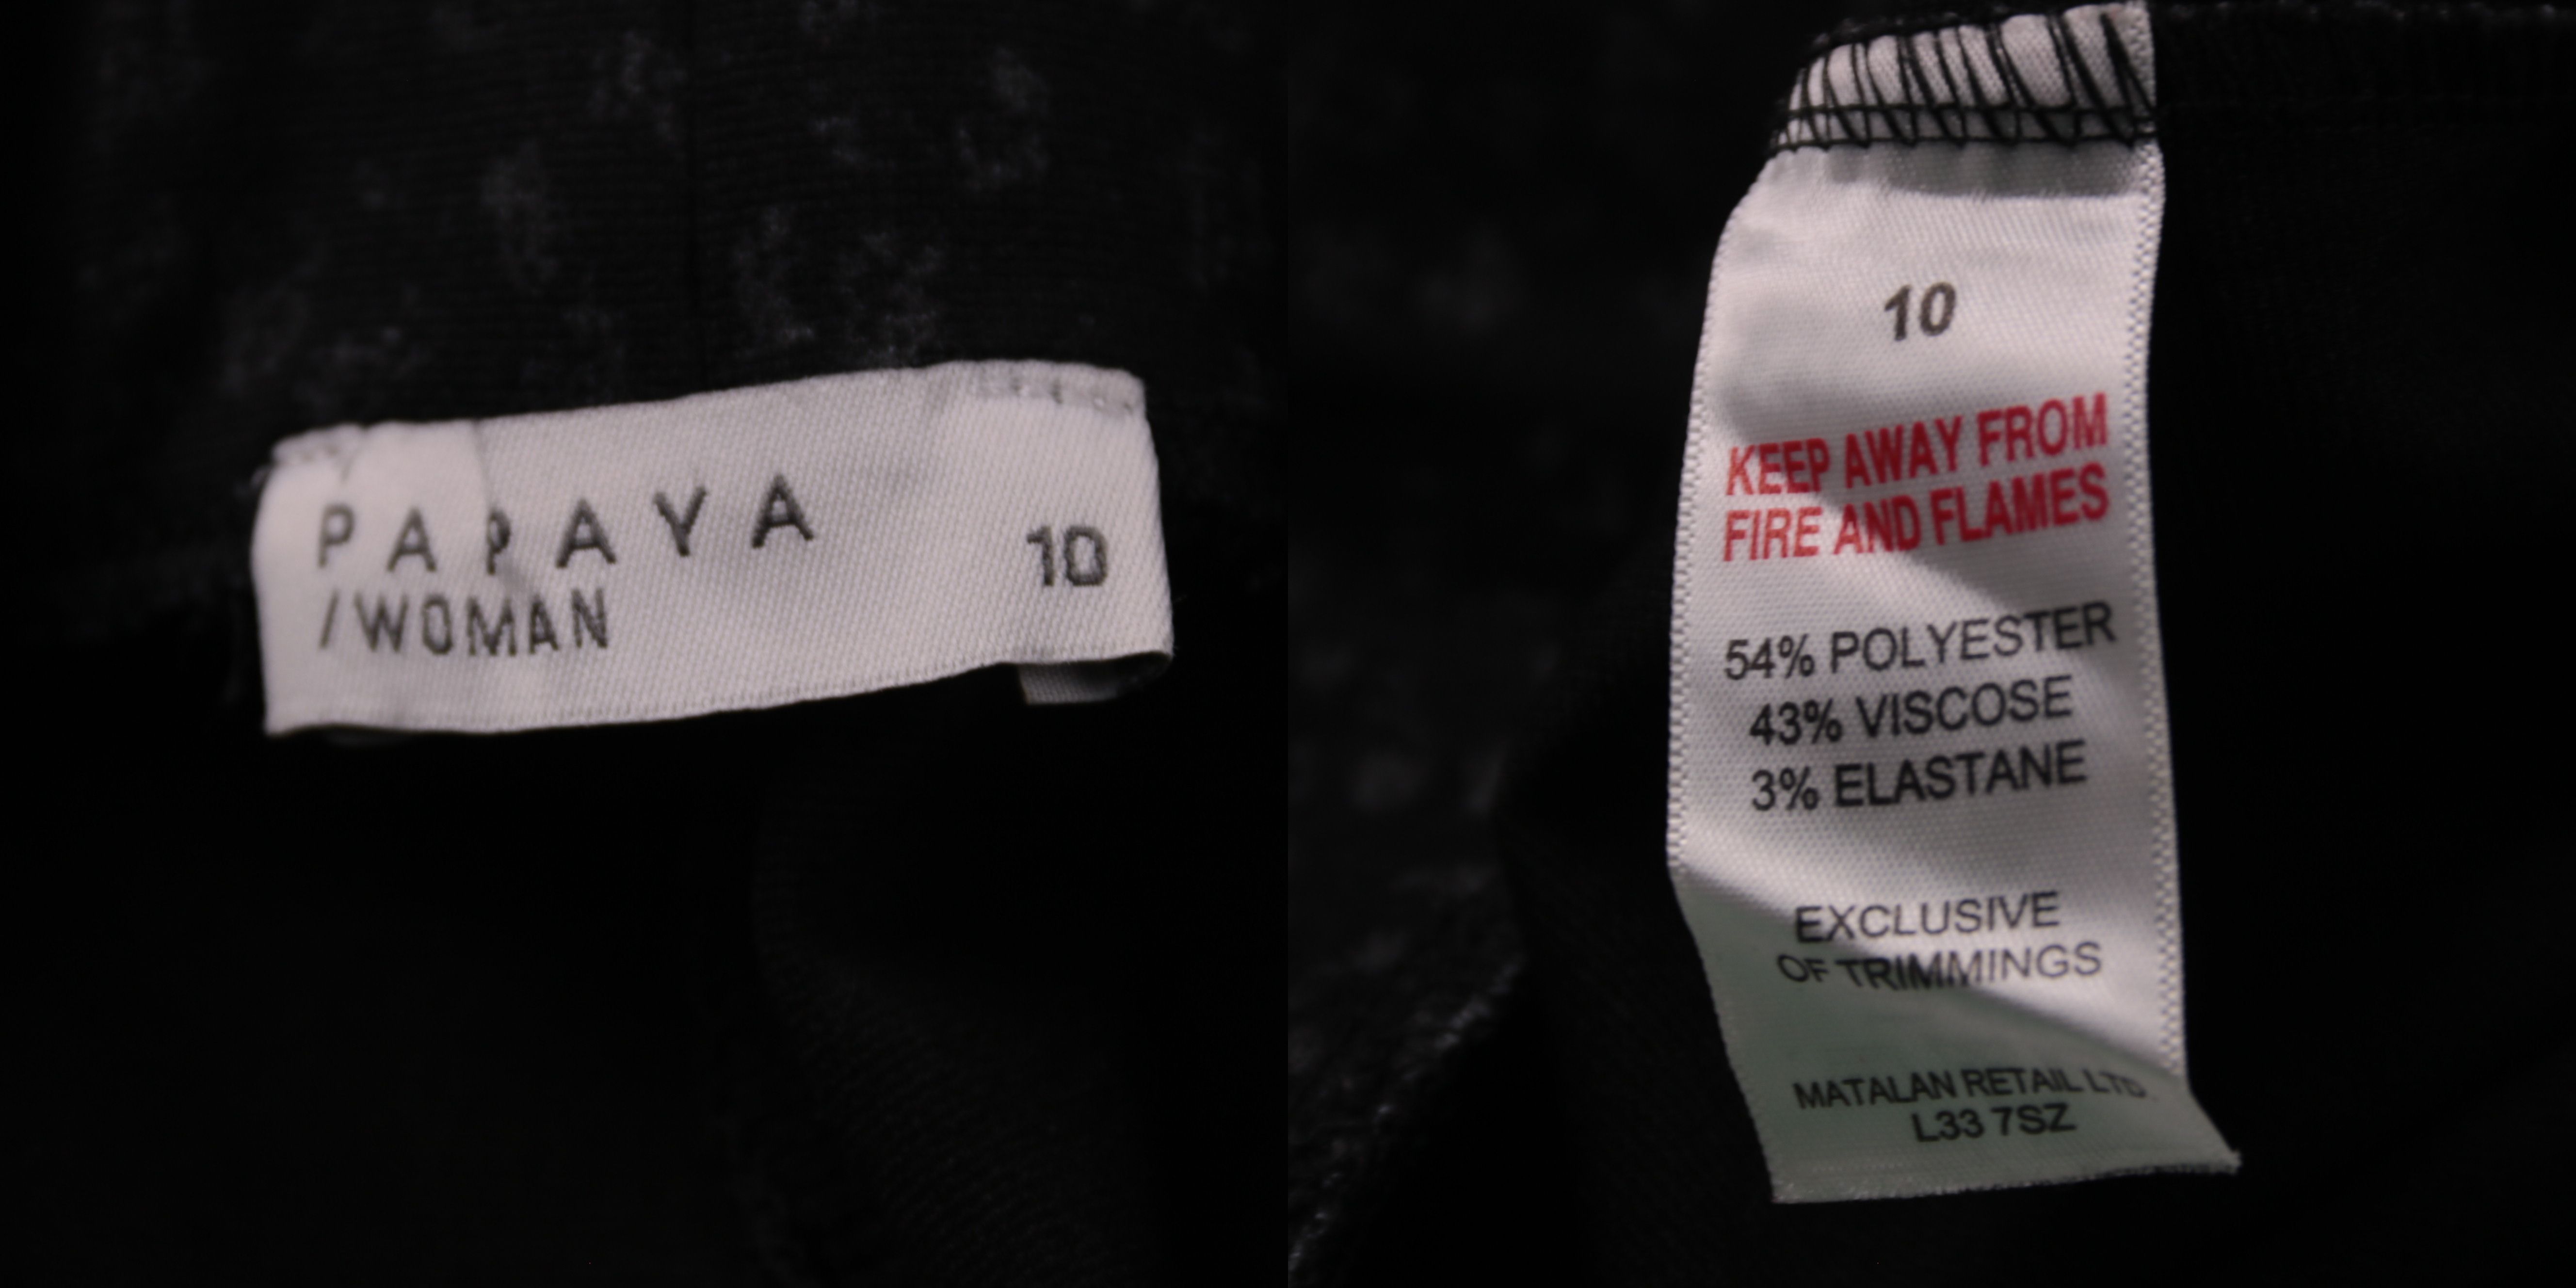 PAPAYA
/WOMAN
10
10
KEEP AWAY FROM
FIRE AND FLAMES
54% POLYESTER
43% VISCOSE
3% ELASTANE
EXCLUSIVE
OF TRIMMINGS
MATALAN RETAIL LTD.
L33 7SZ